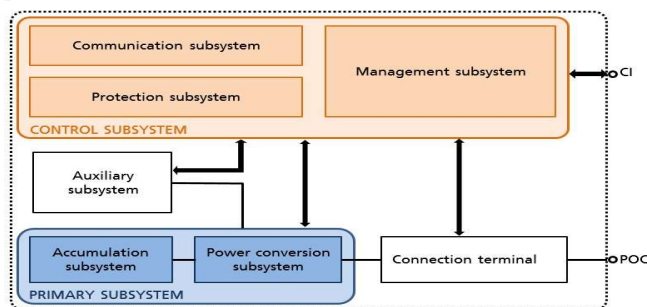 Communication subsystem
Management subsystem
Protection subsystem
CONTROL SUBSYSTEM
CI
Auxiliary
subsystem
Accumulation
subsystem
Power conversion
subsystem
Connection terminal
POC
PRIMARY SUBSYSTEM